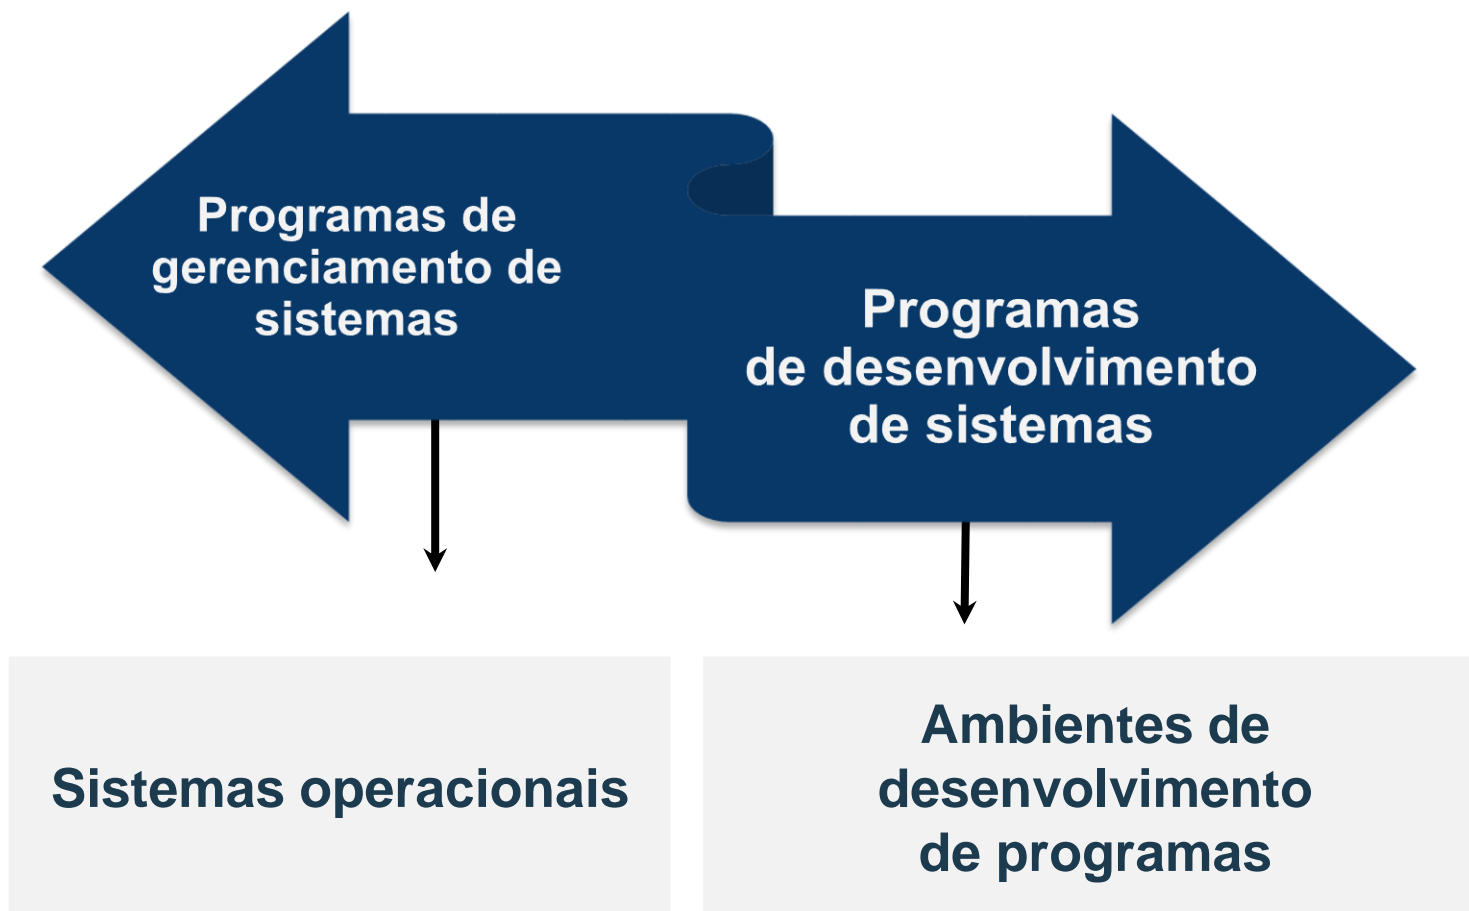 Programas de
gerenciamento de
sistemas
Programas
de desenvolvimento
de sistemas
Sistemas operacionais
Ambientes de
desenvolvimento
de programas